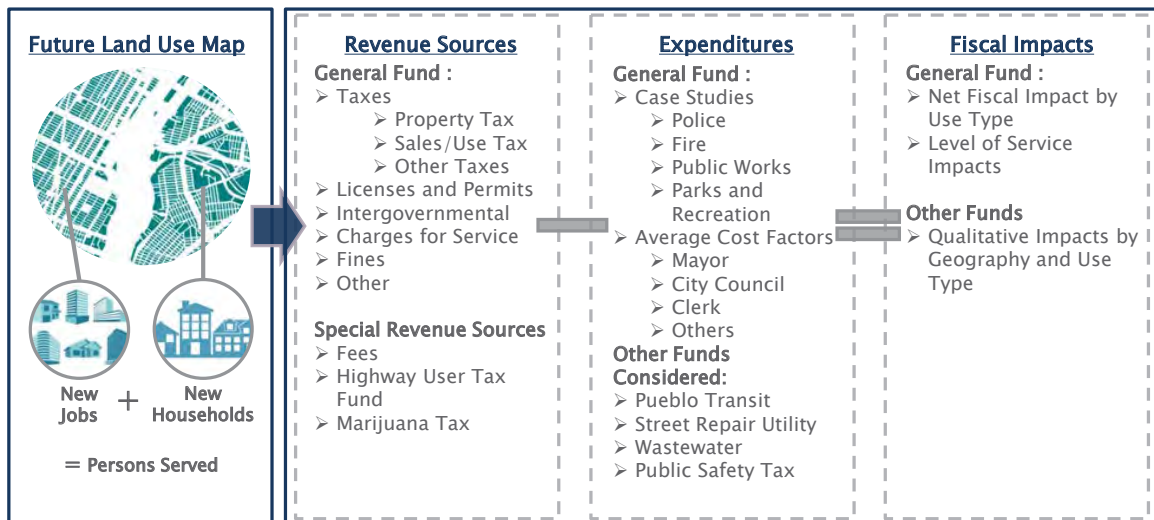 Future Land Use Map
New
Jobs
+
New
Households
= Persons Served
Revenue Sources
General Fund :
➢ Taxes
➢ Property Tax
➢ Sales/Use Tax
➢ Other Taxes
➢ Licenses and Permits
➢ Intergovernmental
➢ Charges for Service
➢ Fines
➢ Other
Special Revenue Sources
➢ Fees
➢ Highway User Tax
Fund
➢ Marijuana Tax
Expenditures
General Fund :
➢ Case Studies
➢ Police
➢ Fire
➢ Public Works
➢ Parks and
Recreation
➢ Average Cost Factors
➢ Mayor
➢ City Council
➢ Clerk
➢ Others
Other Funds
Considered:
➢ Pueblo Transit
➢ Street Repair Utility
➢ Wastewater
➢ Public Safety Tax
Fiscal Impacts
General Fund :
➢ Net Fiscal Impact by
Use Type
➢ Level of Service
Impacts
Other Funds
➢ Qualitative Impacts by
Geography and Use
Type